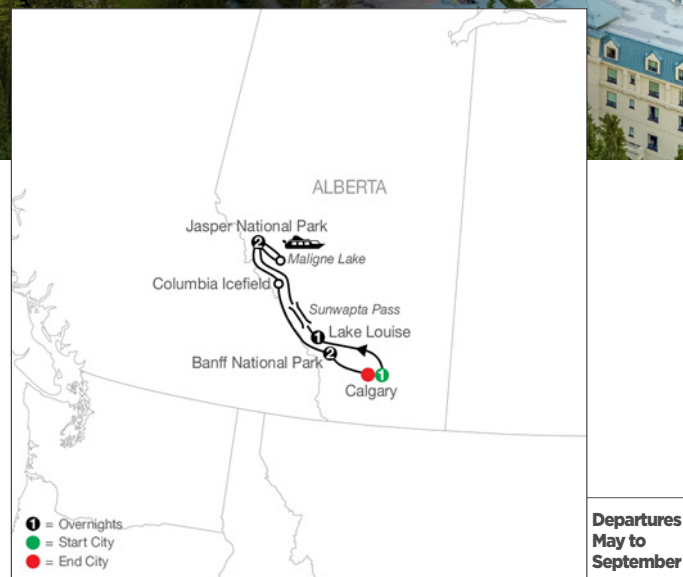 ALBERTA
Jasper National Park
2
Maligne Lake
Columbia Icefield
Sunwapta Pass
1 Lake Louise
Banff National Park 2
1
Calgary
1 = Overnights
= Start City
= End City
Departures
May to
September